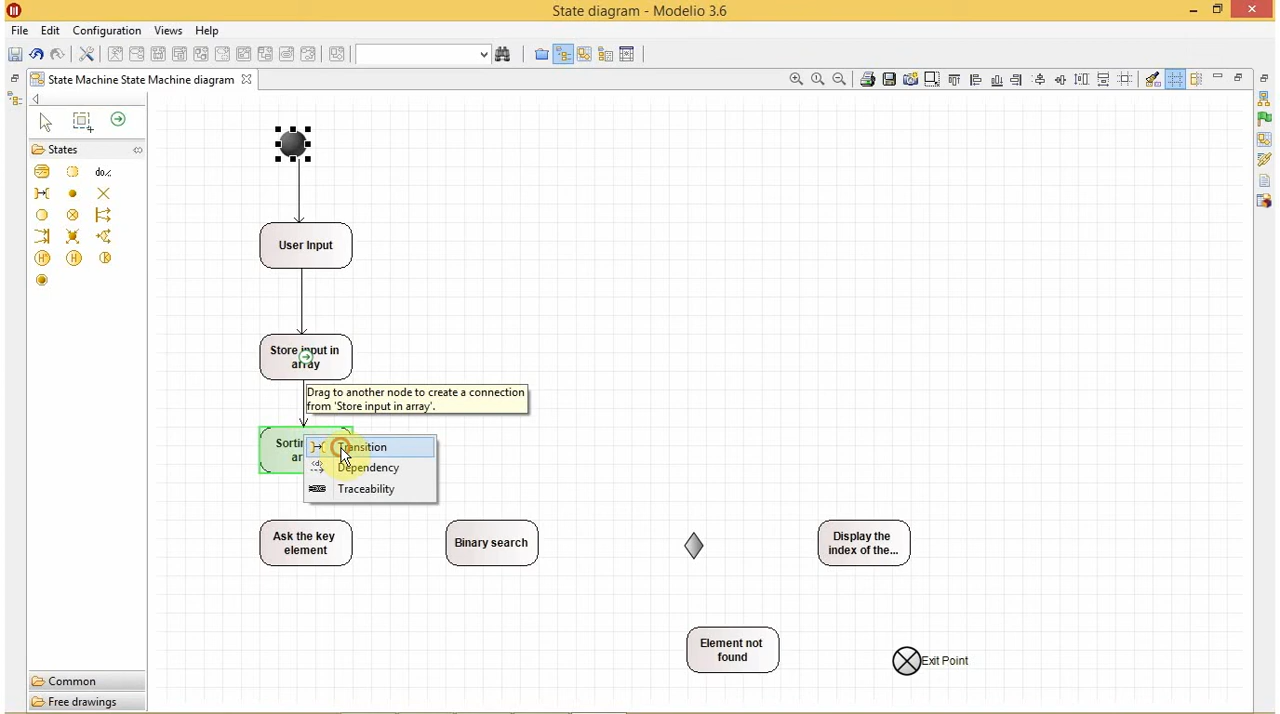 State diagram - Modelio 3.6
File Edit Configuration Views Help
State Machine State Machine diagram
States
do..
User Input
Store input in
array
Drag to another node to create a connection
from 'Store input in array'.
Transition
Dependency
Traceability
Ask the key
element
Binary search
Display the
index of the...
Element not
found
Exit Point
Common
Free drawings